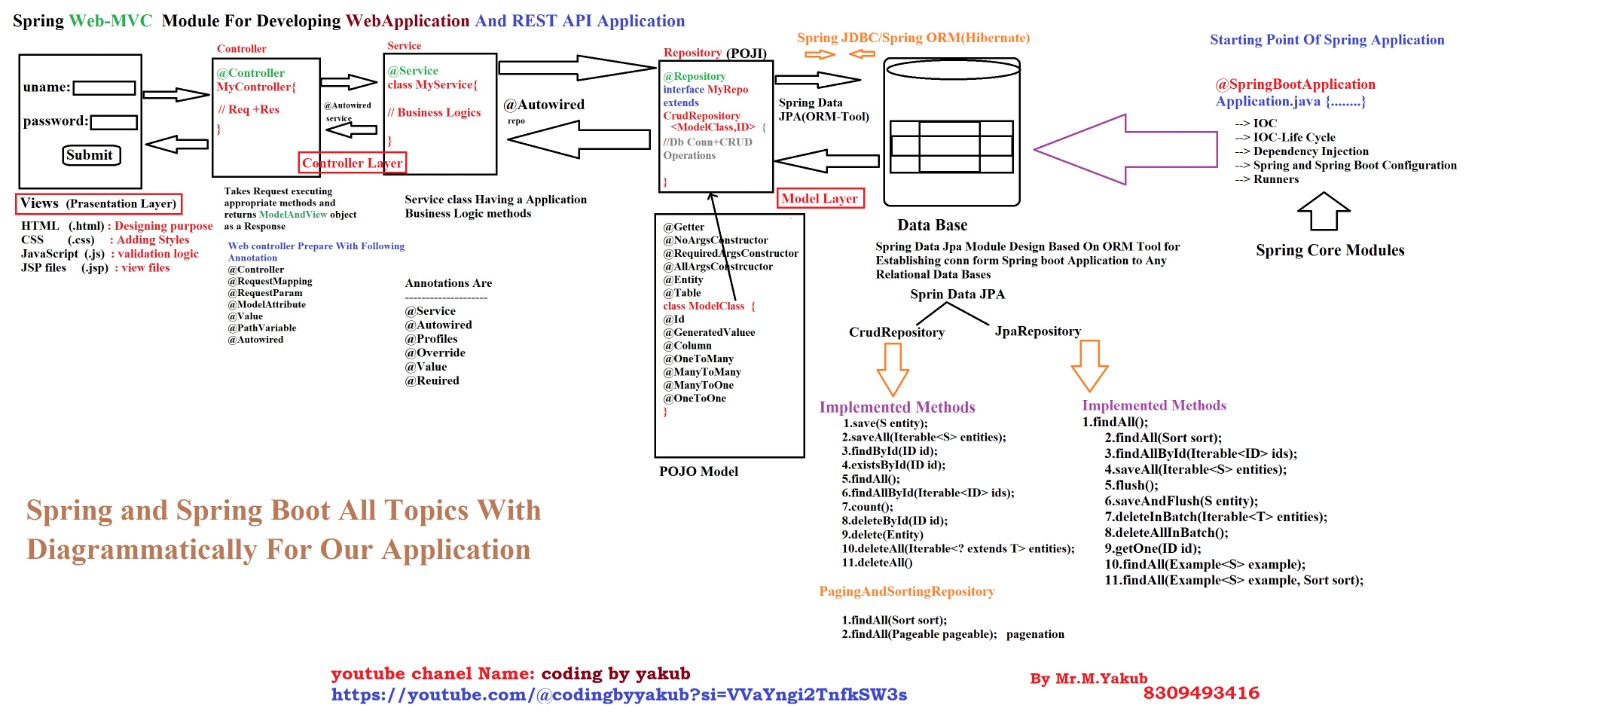 Spring Web-MVC Module For Developing WebApplication And REST API Application
uname:
password:
Submit
Views (Prasentation Layer)
HTML (.html) : Designing purpose
CSS (.css) : Adding Styles
JavaScript (.js) : validation logic
JSP files (.jsp) : view files
Controller
@Controller
MyController{
// Req +Res
}
Controller Layer
Takes Request executing
appropriate methods and
returns ModelAndView object
as a Response
Web controller Prepare With Following
Annotation
@Controller
@RequestMapping
@RequestParam
@ModelAttribute
@Value
@PathVariable
@Autowired
@Autowired
service
Service
@Service
class MyService{
// Business Logics
}
Service class Having a Application
Business Logic methods
Annotations Are
--------------------
@Service
@Autowired
@Profiles
@Override
@Value
@Reuired
@Autowired
repo
Repository (POJI)
@Repository
interface MyRepo
extends
CrudRepository
<ModelClass,ID> {
//Db Conn+CRUD
Operations
}
@Getter
@NoArgsConstructor
@RequiredArgsConstructor
@AllArgsConstrcuctor
@Entity
@Table
class ModelClass {
@Id
@GeneratedValuee
@Column
@OneToMany
@ManyToMany
@ManyToOne
@OneToOne
}
POJO Model
Spring JDBC/Spring ORM(Hibernate)
Spring Data
JPA(ORM-Tool)
Model Layer
Data Base
Spring Data Jpa Module Design Based On ORM Tool for
Establishing conn form Spring boot Application to Any
Relational Data Bases
Sprin Data JPA
CrudRepository
JpaRepository
Implemented Methods
1.save(S entity);
2.saveAll(Iterable<S> entities);
3.findById(ID id);
4.existsById(ID id);
5.findAll();
6.findAllById(Iterable<ID> ids);
7.count();
8.deleteById(ID id);
9.delete(Entity)
10.deleteAll(Iterable<? extends T> entities);
11.deleteAll()
PagingAndSortingRepository
1.findAll(Sort sort);
2.findAll(Pageable pageable); pagenation
Implemented Methods
1.findAll();
2.findAll(Sort sort);
3.findAllById(Iterable<ID> ids);
4.saveAll(Iterable<S> entities);
5.flush();
6.saveAndFlush(S entity);
7.deleteInBatch(Iterable<T> entities);
8.deleteAllInBatch();
9.getOne(ID id);
10.findAll(Example<S> example);
11.findAll(Example<S> example, Sort sort);
Starting Point Of Spring Application
@SpringBootApplication
Application.java {........}
--> IOC
--> IOC-Life Cycle
--> Dependency Injection
--> Spring and Spring Boot Configuration
--> Runners
Spring Core Modules
Spring and Spring Boot All Topics With
Diagrammatically For Our Application
youtube chanel Name: coding by yakub
https://youtube.com/@codingbyyakub?si=VVaYngi2TnfkSW3s
By Mr.M.Yakub
8309493416